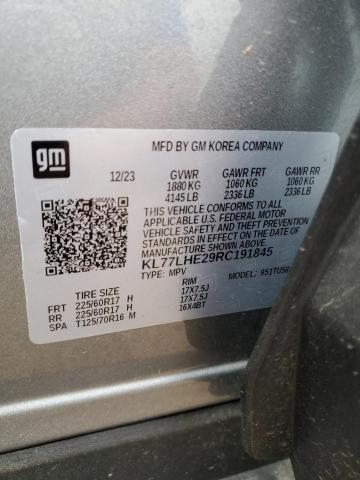 gm
MFD BY GM KOREA COMPANY
12/23 GVWR GAWR FRT GAWR RR
1880 KG 1060 KG 1060 KG
4145 LB 2336 LB 2336 LB
THIS VEHICLE CONFORMS TO ALL
APPLICABLE U.S. FEDERAL MOTOR
VEHICLE SAFETY AND THEFT PREVENTION
STANDARDS IN EFFECT ON THE DATE OF
MANUFACTURE SHOWN ABOVE.
KL77LHE29RC191845
TYPE: MPV MODEL: 9S1TU58
TIRE SIZE RIM
FRT 225/60R17 H 17X7.5J
RR 225/60R17 H 17X7.5J
SPA T125/70R16 M 16X4BT